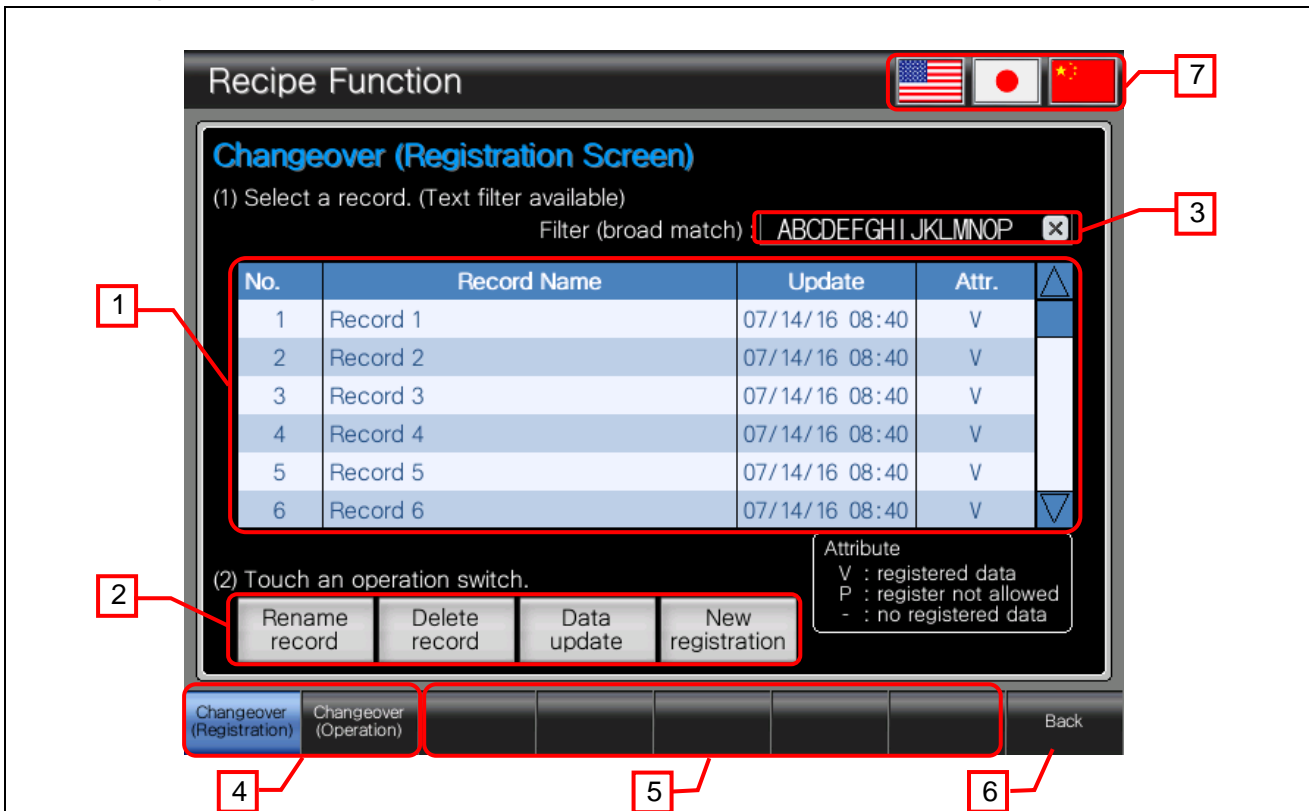 Recipe Function
7
Changeover (Registration Screen)
(1) Select a record. (Text filter available)
Filter (broad match) : ABCDEFGHIJKLMNOP
3
No. Record Name Update Attr.
1
1 Record 1 07/14/16 08:40 V
2 Record 2 07/14/16 08:40 V
3 Record 3 07/14/16 08:40 V
4 Record 4 07/14/16 08:40 V
5 Record 5 07/14/16 08:40 V
6 Record 6 07/14/16 08:40 V
Attribute
V : registered data
P : register not allowed
- : no registered data
(2) Touch an operation switch.
2
Rename record
Delete record
Data update
New registration
Changeover (Registration)
Changeover (Operation)
Back
4
5
6